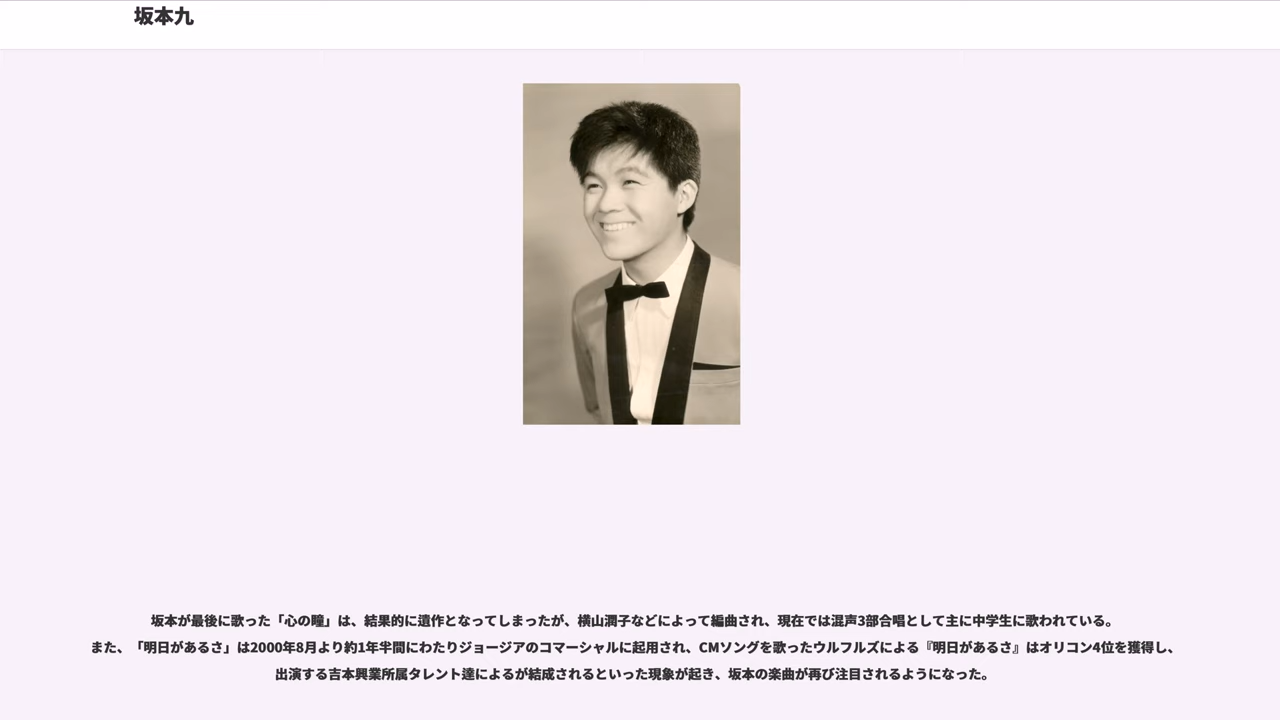 坂本九
坂本が最後に歌った「心の瞳」は、結果的に遺作となってしまったが、横山潤子などによって編曲され、現在では混声3部合唱として主に中学生に歌われている。
また、「明日があるさ」は2000年8月より約1年半間にわたりジョージアのコマーシャルに起用され、CMソングを歌ったウルフルズによる『明日があるさ』はオリコン4位を獲得し、
出演する吉本興業所属タレント達によるが結成されるといった現象が起き、坂本の楽曲が再び注目されるようになった。